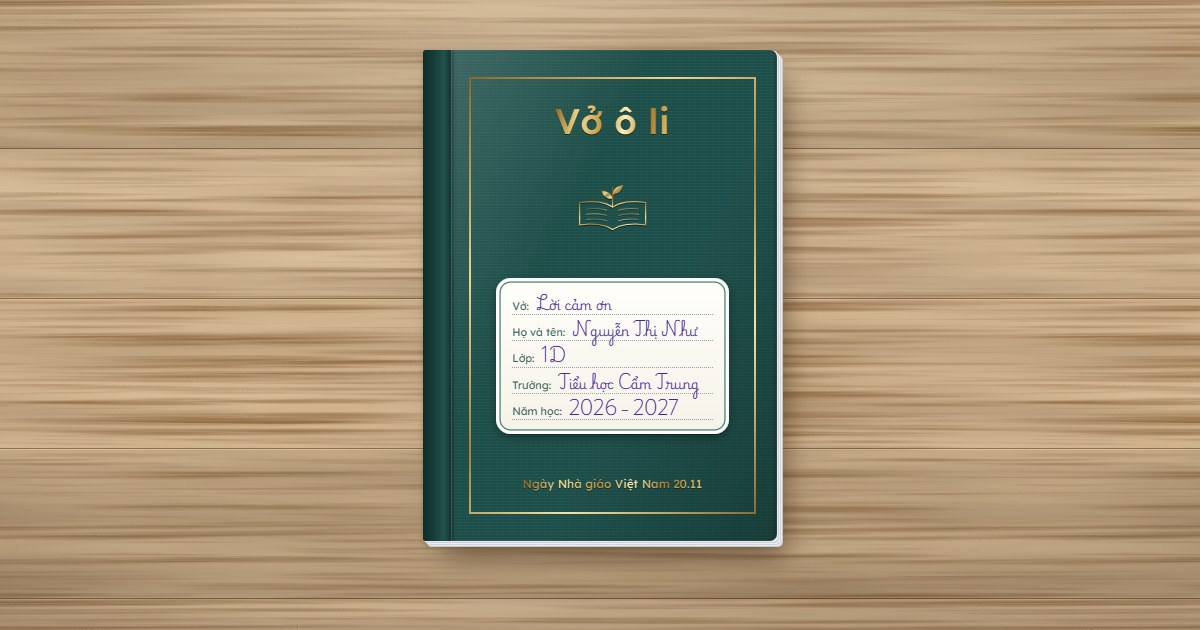 Vở ô li
Vở: Lời cảm ơn
Họ và tên: Nguyễn Thị Như
Lớp: 1D
Trường: Tiểu học Cẩm Trung
Năm học: 2026 - 2027
Ngày Nhà giáo Việt Nam 20.11